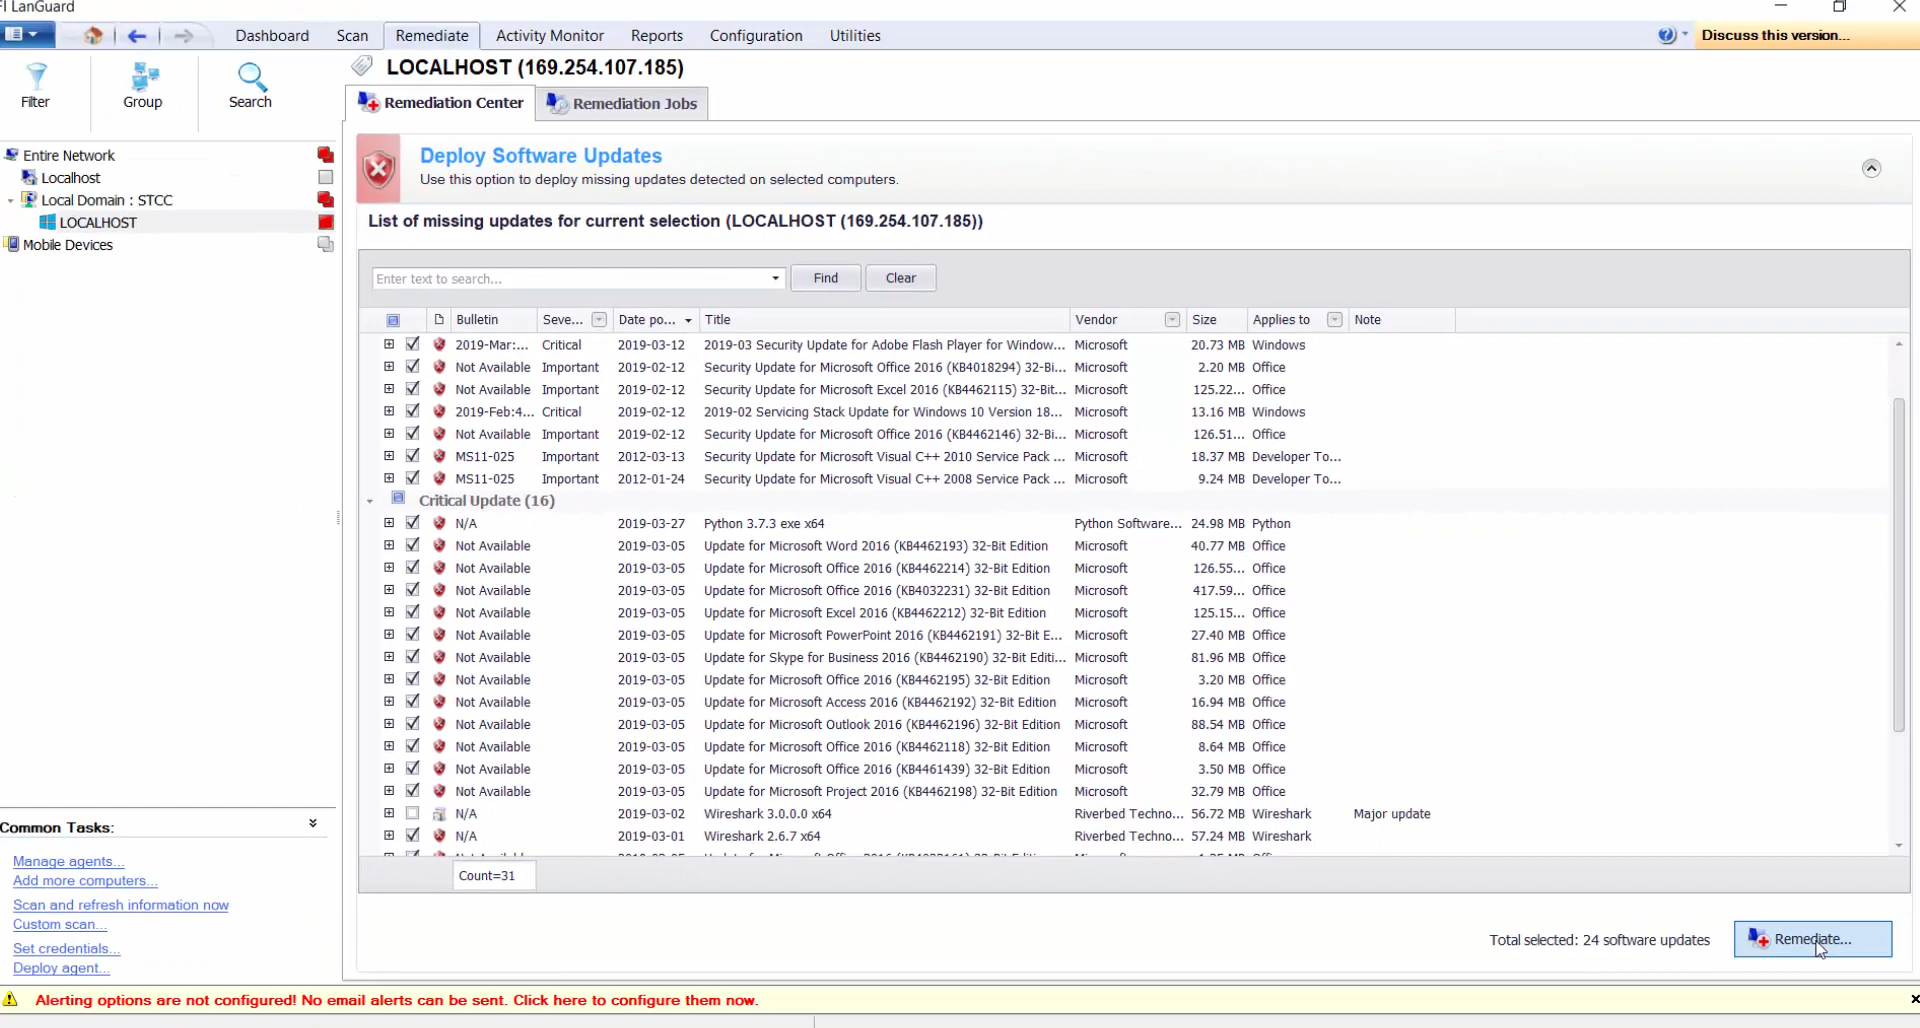 FI LanGuard
Dashboard Scan Remediate Activity Monitor Reports Configuration Utilities Discuss this version...
Filter Group Search
LOCALHOST (169.254.107.185)
Remediation Center Remediation Jobs
Entire Network
Localhost
Local Domain : STCC
LOCALHOST
Mobile Devices
Deploy Software Updates
Use this option to deploy missing updates detected on selected computers.
List of missing updates for current selection (LOCALHOST (169.254.107.185))
Enter text to search... Find Clear
Bulletin Seve... Date po... Title Vendor Size Applies to Note
2019-Mar:... Critical 2019-03-12 2019-03 Security Update for Adobe Flash Player for Window... Microsoft 20.73 MB Windows
Not Available Important 2019-02-12 Security Update for Microsoft Office 2016 (KB4018294) 32-Bi... Microsoft 2.20 MB Office
Not Available Important 2019-02-12 Security Update for Microsoft Excel 2016 (KB4462115) 32-Bit... Microsoft 125.22... Office
2019-Feb:4... Critical 2019-02-12 2019-02 Servicing Stack Update for Windows 10 Version 18... Microsoft 13.16 MB Windows
Not Available Important 2019-02-12 Security Update for Microsoft Office 2016 (KB4462146) 32-Bi... Microsoft 126.51... Office
MS11-025 Important 2012-03-13 Security Update for Microsoft Visual C++ 2010 Service Pack ... Microsoft 18.37 MB Developer To...
MS11-025 Important 2012-01-24 Security Update for Microsoft Visual C++ 2008 Service Pack ... Microsoft 9.24 MB Developer To...
Critical Update (16)
N/A 2019-03-27 Python 3.7.3 exe x64 Python Software... 24.98 MB Python
Not Available 2019-03-05 Update for Microsoft Word 2016 (KB4462193) 32-Bit Edition Microsoft 40.77 MB Office
Not Available 2019-03-05 Update for Microsoft Office 2016 (KB4462214) 32-Bit Edition Microsoft 126.55... Office
Not Available 2019-03-05 Update for Microsoft Office 2016 (KB4032231) 32-Bit Edition Microsoft 417.59... Office
Not Available 2019-03-05 Update for Microsoft Excel 2016 (KB4462212) 32-Bit Edition Microsoft 125.15... Office
Not Available 2019-03-05 Update for Microsoft PowerPoint 2016 (KB4462191) 32-Bit E... Microsoft 27.40 MB Office
Not Available 2019-03-05 Update for Skype for Business 2016 (KB4462190) 32-Bit Editi... Microsoft 81.96 MB Office
Not Available 2019-03-05 Update for Microsoft Office 2016 (KB4462195) 32-Bit Edition Microsoft 3.20 MB Office
Not Available 2019-03-05 Update for Microsoft Access 2016 (KB4462192) 32-Bit Edition Microsoft 16.94 MB Office
Not Available 2019-03-05 Update for Microsoft Outlook 2016 (KB4462196) 32-Bit Edition Microsoft 88.54 MB Office
Not Available 2019-03-05 Update for Microsoft Office 2016 (KB4462118) 32-Bit Edition Microsoft 8.64 MB Office
Not Available 2019-03-05 Update for Microsoft Office 2016 (KB4461439) 32-Bit Edition Microsoft 3.50 MB Office
Not Available 2019-03-05 Update for Microsoft Project 2016 (KB4462198) 32-Bit Edition Microsoft 32.79 MB Office
N/A 2019-03-02 Wireshark 3.0.0.0 x64 Riverbed Techno... 56.72 MB Wireshark Major update
N/A 2019-03-01 Wireshark 2.6.7 x64 Riverbed Techno... 57.24 MB Wireshark
Count=31
Total selected: 24 software updates Remediate...
Common Tasks:
Manage agents...
Add more computers...
Scan and refresh information now
Custom scan...
Set credentials...
Deploy agent...
Alerting options are not configured! No email alerts can be sent. Click here to configure them now.